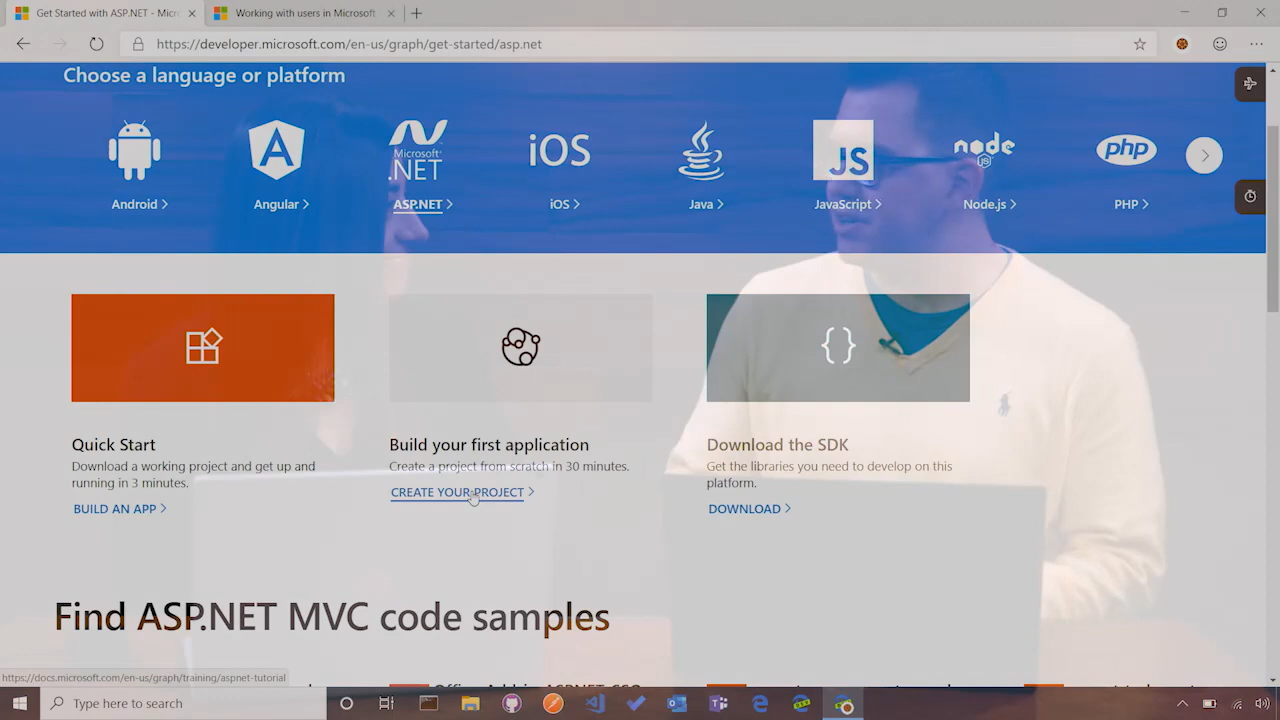 Get Started with ASP.NET - Micr
Working with users in Microsoft
https://developer.microsoft.com/en-us/graph/get-started/asp.net
Choose a language or platform
Microsoft
.NET
iOS
JS
node
JS
php
Android
Angular
ASP.NET
iOS
Java
JavaScript
Node.js
PHP
{}
Quick Start
Download a working project and get up and
running in 3 minutes.
BUILD AN APP
Build your first application
Create a project from scratch in 30 minutes.
CREATE YOUR PROJECT
Download the SDK
Get the libraries you need to develop on this
platform.
DOWNLOAD
Find ASP.NET MVC code samples
https://docs.microsoft.com/en-us/graph/training/aspnet-tutorial
Type here to search